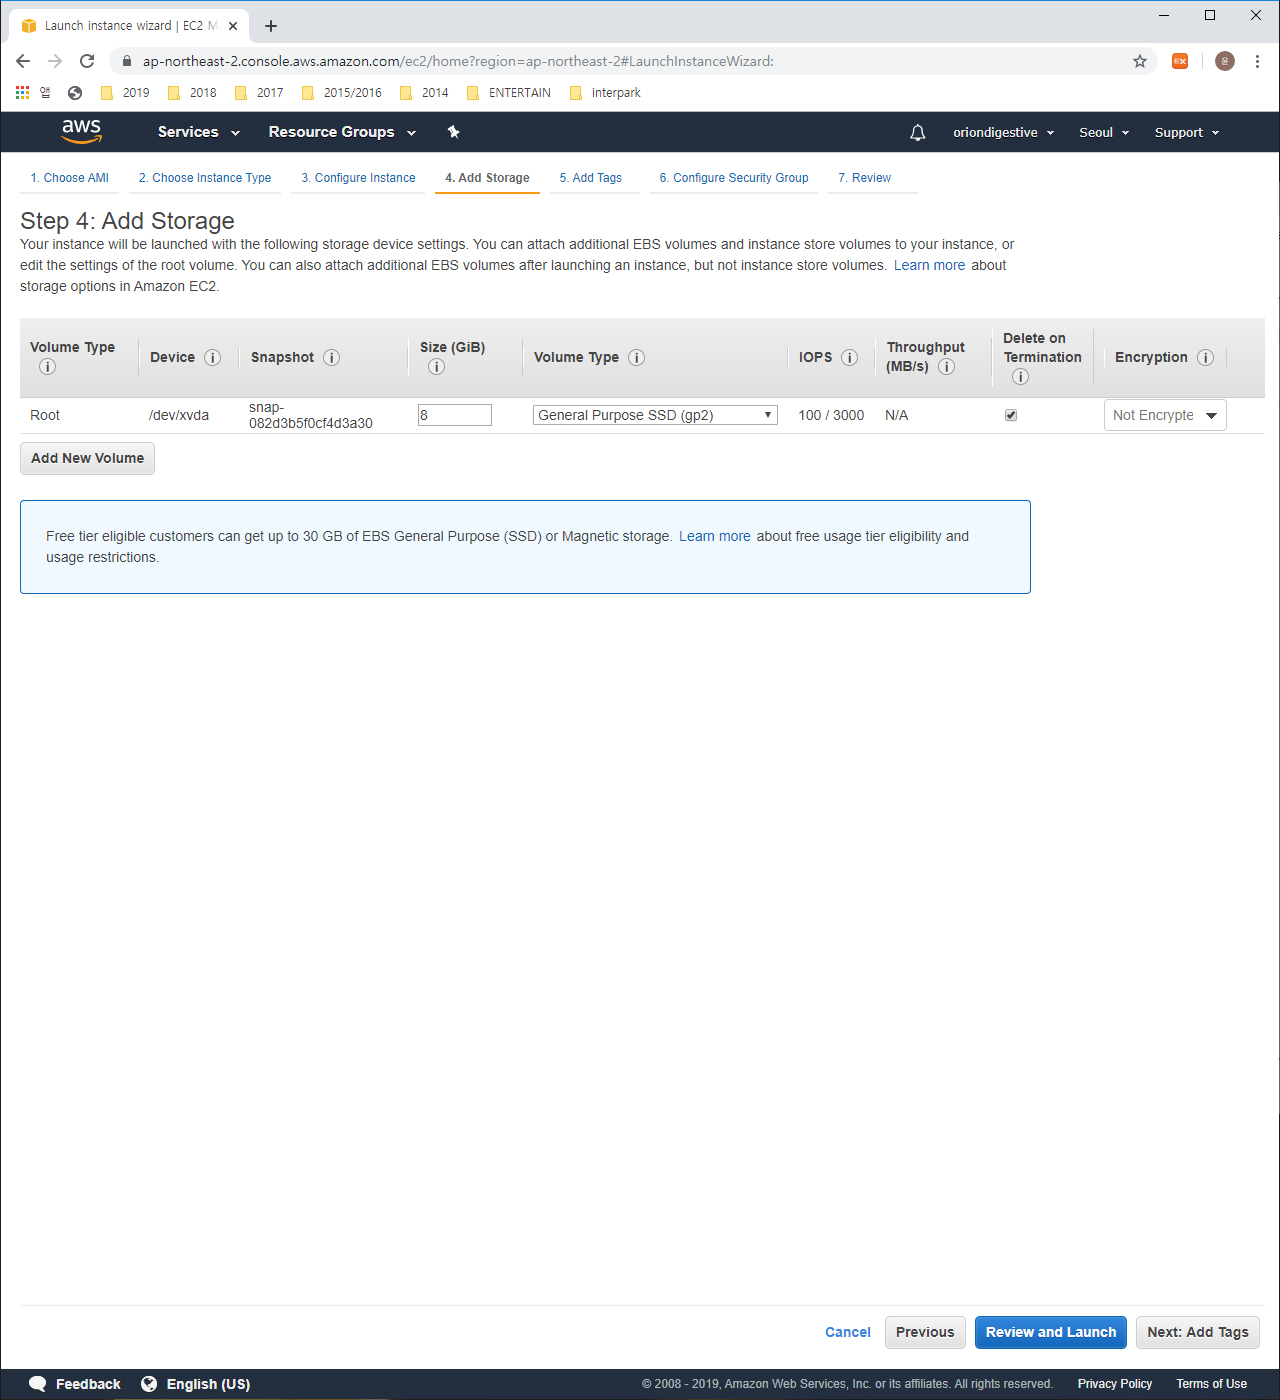 Launch instance wizard | EC2 M
ap-northeast-2.console.aws.amazon.com/ec2/home?region=ap-northeast-2#LaunchInstanceWizard:
앱 2019 2018 2017 2015/2016 2014 ENTERTAIN interpark
aws Services Resource Groups oriondigestive Seoul Support
1. Choose AMI 2. Choose Instance Type 3. Configure Instance 4. Add Storage 5. Add Tags 6. Configure Security Group 7. Review
Step 4: Add Storage
Your instance will be launched with the following storage device settings. You can attach additional EBS volumes and instance store volumes to your instance, or
edit the settings of the root volume. You can also attach additional EBS volumes after launching an instance, but not instance store volumes. Learn more about
storage options in Amazon EC2.
Volume Type Device Snapshot Size (GiB) Volume Type IOPS Throughput (MB/s) Delete on Termination Encryption
Root /dev/xvda snap-082d3b5f0cf4d3a30 8 General Purpose SSD (gp2) 100 / 3000 N/A Not Encrypte
Add New Volume
Free tier eligible customers can get up to 30 GB of EBS General Purpose (SSD) or Magnetic storage. Learn more about free usage tier eligibility and
usage restrictions.
Cancel Previous Review and Launch Next: Add Tags
Feedback English (US) © 2008 - 2019, Amazon Web Services, Inc. or its affiliates. All rights reserved. Privacy Policy Terms of Use